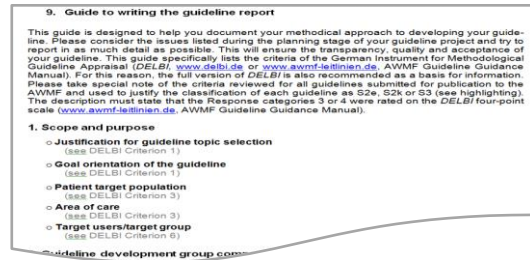 9. Guide to writing the guideline report
This guide is designed to help you document your methodical approach to developing your guide-
line. Please consider the issues listed during the planning stage of your guideline project and try to
report in as much detail as possible. This will ensure the transparency, quality and acceptance of
your guideline. This guide specifically lists the criteria of the German Instrument for Methodological
Guideline Appraisal (DELBI, www.delbi.de or www.awmf-leitlinien.de, AWMF Guideline Guidance
Manual). For this reason, the full version of DELBI is also recommended as a basis for information.
Please take special note of the criteria reviewed for all guidelines submitted for publication to the
AWMF and used to justify the classification of each guideline as S2e, S2k or S3 (see highlighting).
The description must state that the Response categories 3 or 4 were rated on the DELBI four-point
scale (www.awmf-leitlinien.de, AWMF Guideline Guidance Manual).
1. Scope and purpose
o Justification for guideline topic selection
(see DELBI Criterion 1)
o Goal orientation of the guideline
(see DELBI Criterion 1)
o Patient target population
(see DELBI Criterion 3)
o Area of care
(see DELBI Criterion 3)
o Target users/target group
(see DELBI Criterion 6)
Guideline development group